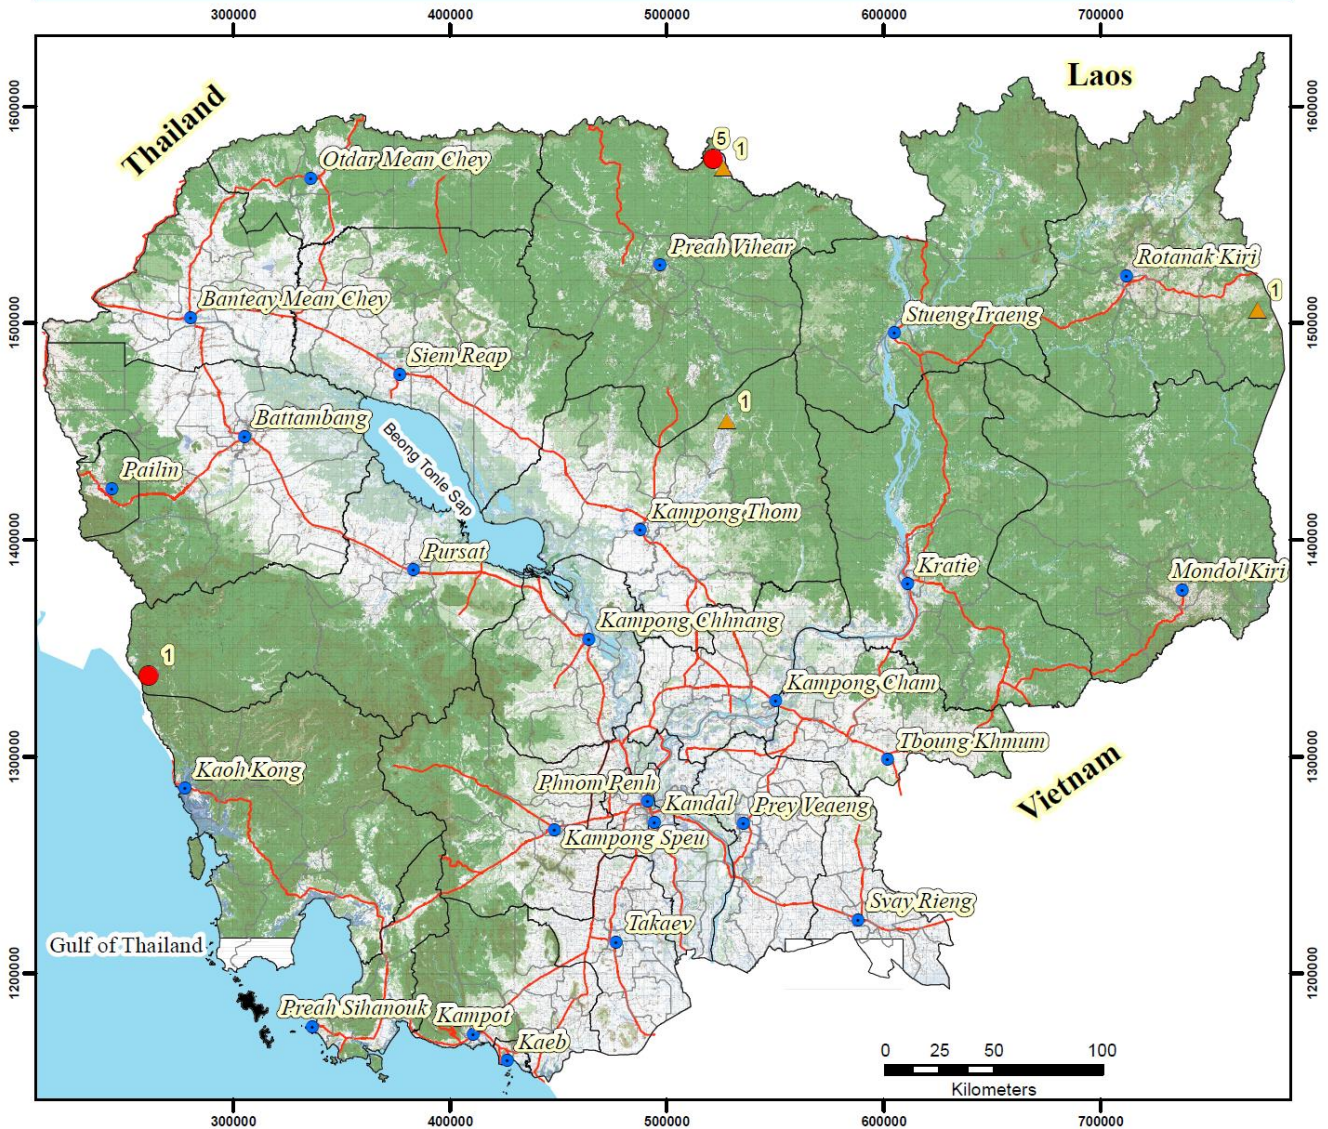 300000
400000
500000
600000
700000
1600000
1600000
Laos
Thailand
5
1
Otdar Mean Chey
Preah Vihear
Rotanak Kiri
1
Banteay Mean Chey
Stueng Traeng
1500000
1500000
Siem Reap
1
Battambang
Beong Tonle Sap
Pailin
Kampong Thom
1400000
1400000
Pursat
Kratie
Mondol Kiri
Kampong Chhnang
1
Kampong Cham
Tboung Khmum
1300000
1300000
Kaoh Kong
Phnom Penh
Kandal
Prey Veaeng
Vietnam
Kampong Speu
Svay Rieng
Takaev
Gulf of Thailand
1200000
1200000
Preah Sihanouk
Kampot
Kaeb
0
25
50
100
Kilometers
300000
400000
500000
600000
700000